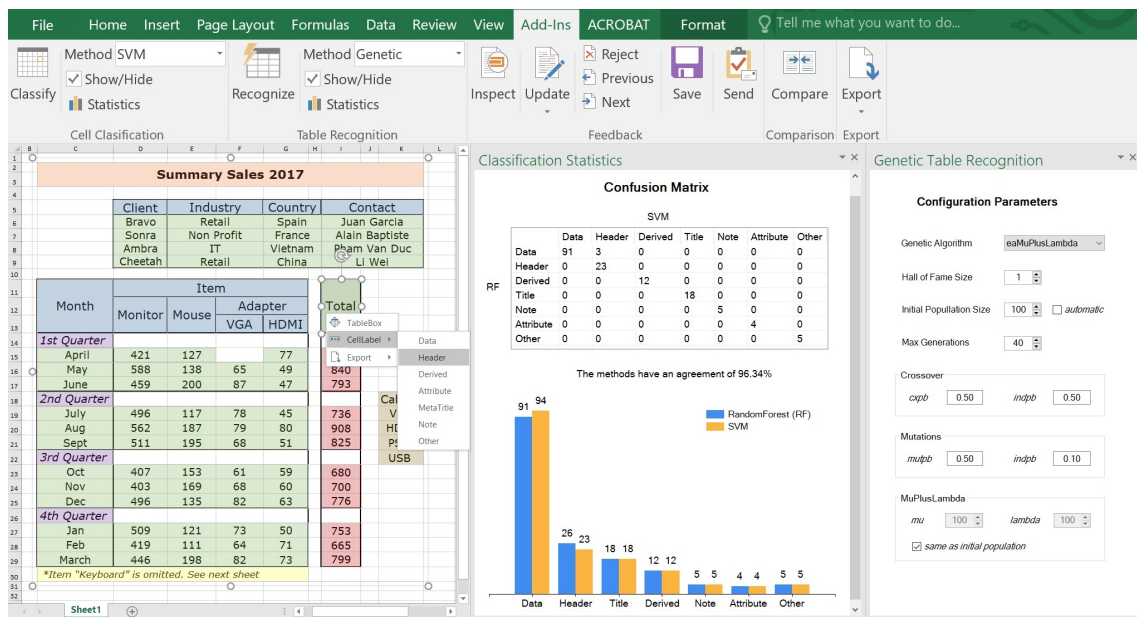 File Home Insert Page Layout Formulas Data Review View Add-Ins ACROBAT Format Tell me what you want to do...
Classify
Method SVM
Show/Hide
Statistics
Cell Clasification
Recognize
Method Genetic
Show/Hide
Statistics
Table Recognition
Inspect
Update
Reject
Previous
Next
Feedback
Save
Send
Compare
Comparison
Export
Export
B C D E F G H I J K L
Summary Sales 2017
Client Industry Country Contact
Bravo Retail Spain Juan Garcia
Sonra Non Profit France Alain Baptiste
Ambra IT Vietnam Pham Van Duc
Cheetah Retail China Li Wei
Month Item Total
Monitor Mouse Adapter
VGA HDMI
1st Quarter
April 421 127 77
May 588 138 65 49 840
June 459 200 87 47 793
2nd Quarter
July 496 117 78 45 736
Aug 562 187 79 80 908
Sept 511 195 68 51 825
3rd Quarter USB
Oct 407 153 61 59 680
Nov 403 169 68 60 700
Dec 496 135 82 63 776
4th Quarter
Jan 509 121 73 50 753
Feb 419 111 64 71 665
March 446 198 82 73 799
*Item "Keyboard" is omitted. See next sheet
TableBox
CellLabel
Export
Data
Header
Derived
Attribute
MetaTitle
Note
Other
Sheet1
Classification Statistics
Confusion Matrix
SVM
Data Header Derived Title Note Attribute Other
RF
Data 91 3 0 0 0 0 0
Header 0 23 0 0 0 0 0
Derived 0 0 12 0 0 0 0
Title 0 0 0 18 0 0 0
Note 0 0 0 0 5 0 0
Attribute 0 0 0 0 0 4 0
Other 0 0 0 0 0 0 5
The methods have an agreement of 96.34%
RandomForest (RF)
SVM
91 94
26 23
18 18
12 12
5 5
4 4
5 5
Data Header Title Derived Note Attribute Other
Genetic Table Recognition
Configuration Parameters
Genetic Algorithm eaMuPlusLambda
Hall of Fame Size 1
Initial Popullation Size 100 automatic
Max Generations 40
Crossover
cxpb 0.50 indpb 0.50
Mutations
mutpb 0.50 indpb 0.10
MuPlusLambda
mu 100 lambda 100
same as initial population